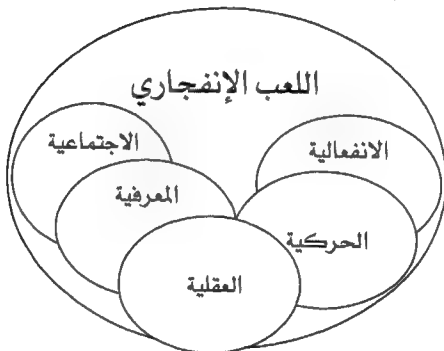 اللعب الإنفجاري
الاجتماعية
الانفعالية
المعرفية
الحركية
العقلية